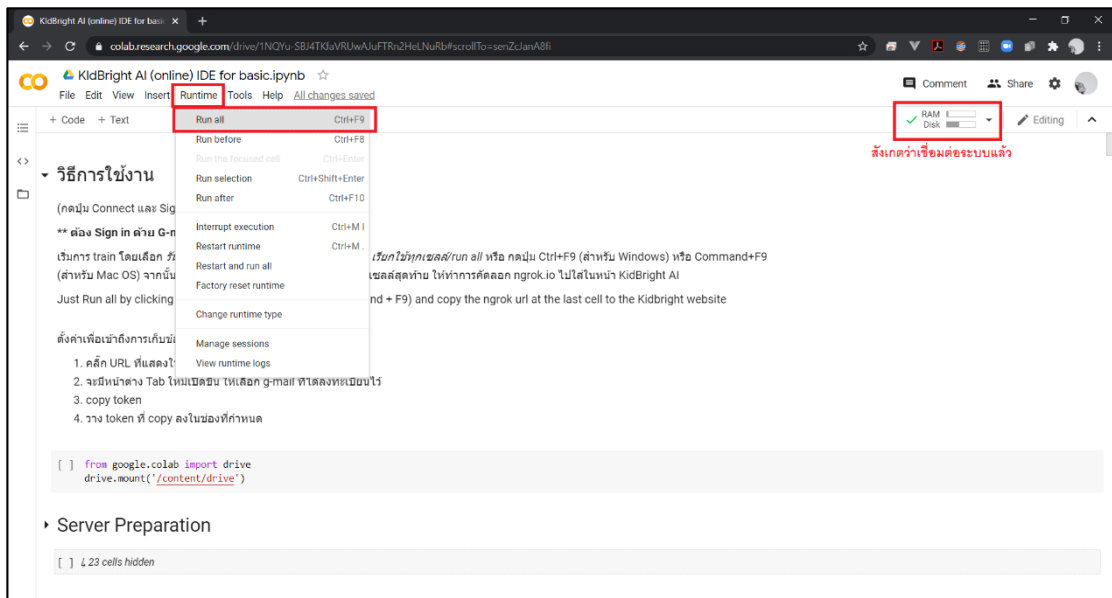 KldBright AI (online) IDE for basic
colab.research.google.com/drive/1NQYu-SBJ4TKfaVRUwAJuFTRn2HeLNuRb#scrollTo=senZcJanA8fi
KldBright AI (online) IDE for basic.ipynb
Comment Share
File Edit View Insert Runtime Tools Help All changes saved
+ Code + Text
RAM
Disk
Editing
สังเกตว่าเชื่อมต่อระบบแล้ว
Run all Ctrl+F9
Run before Ctrl+F8
Run the focused cell Ctrl+Enter
Run selection Ctrl+Shift+Enter
Run after Ctrl+F10
Interrupt execution Ctrl+M I
Restart runtime Ctrl+M .
Restart and run all
Factory reset runtime
Change runtime type
Manage sessions
View runtime logs
วิธีการใช้งาน
(กดปุ่ม Connect และ Sig
** ต้อง Sign in ด้วย G-m
เริ่มการ train โดยเลือก รั เรียกใช้ทุกเซลล์/run all หรือ กดปุ่ม Ctrl+F9 (สำหรับ Windows) หรือ Command+F9
(สำหรับ Mac OS) จากนั้น เซลล์สุดท้าย ให้ทำการคัดลอก ngrok.io ไปใส่ในหน้า KidBright AI
Just Run all by clicking nd + F9) and copy the ngrok url at the last cell to the Kidbright website
ตั้งค่าเพื่อเข้าถึงการเก็บข้
1. คลิ๊ก URL ที่แสดงใ
2. จะมีหน้าต่าง Tab ใหม่เปิดขึ้น ให้เลือก g-mail ที่ได้ลงทะเบียนไว้
3. copy token
4. วาง token ที่ copy ลงในช่องที่กำหนด
[ ] from google.colab import drive
drive.mount('/content/drive')
Server Preparation
[ ] ↳ 23 cells hidden